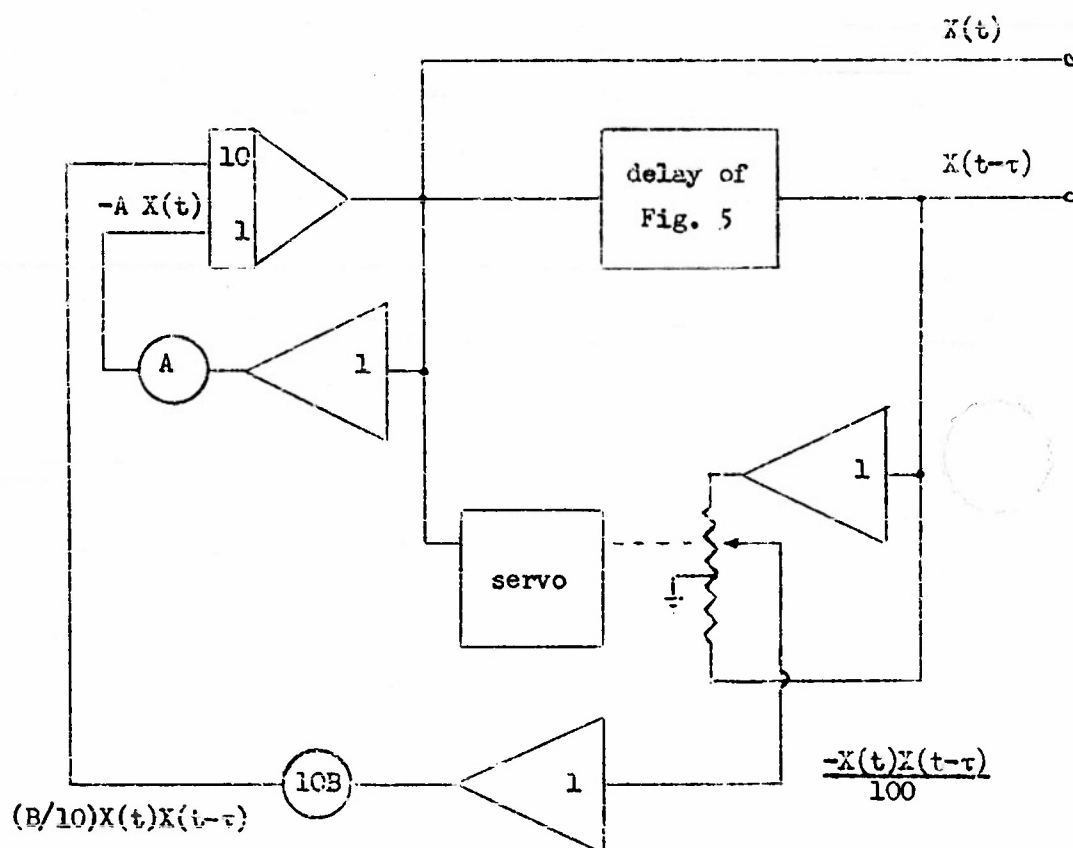 X(t)
X(t-τ)
10
-A X(t)
1
delay of
Fig. 5
A
1
1
servo
10B
1
-X(t)X(t-τ)
100
(B/10)X(t)X(t-τ)